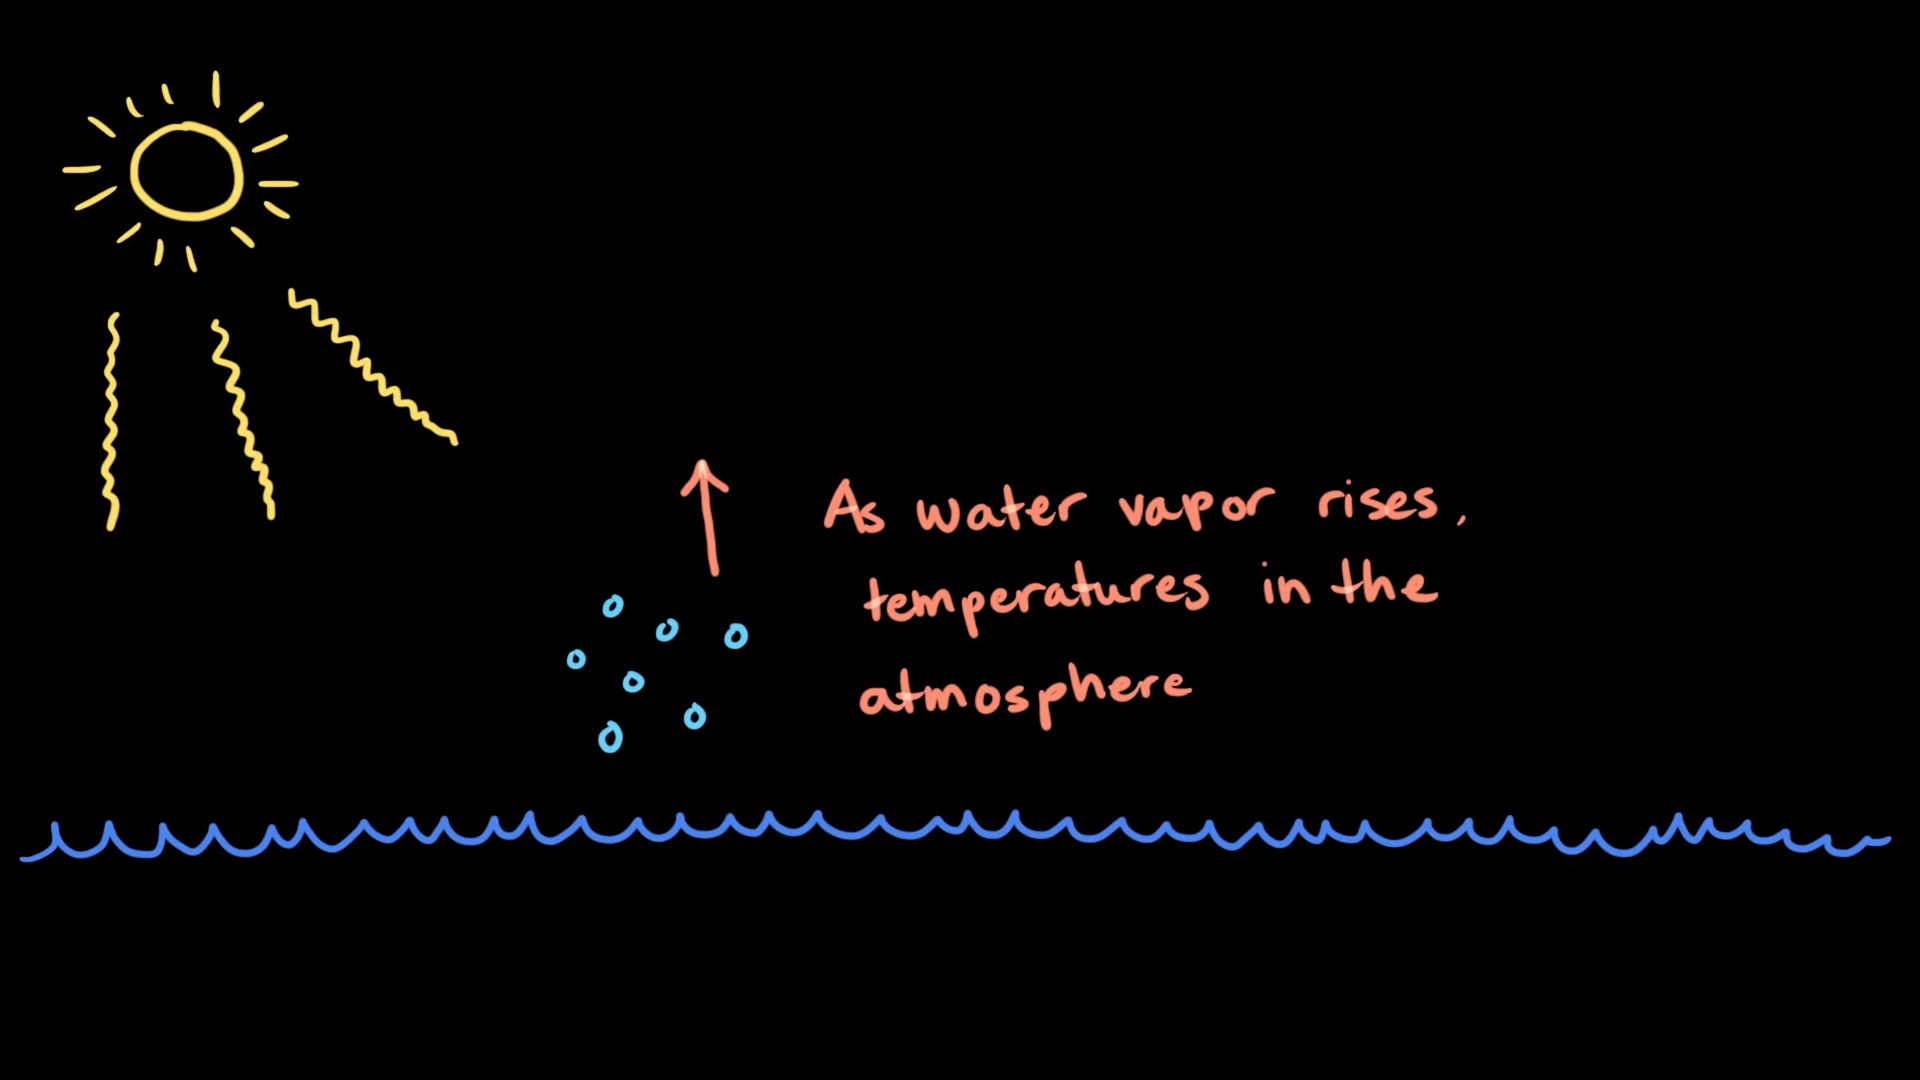 As water vapor rises,
temperatures in the
atmosphere